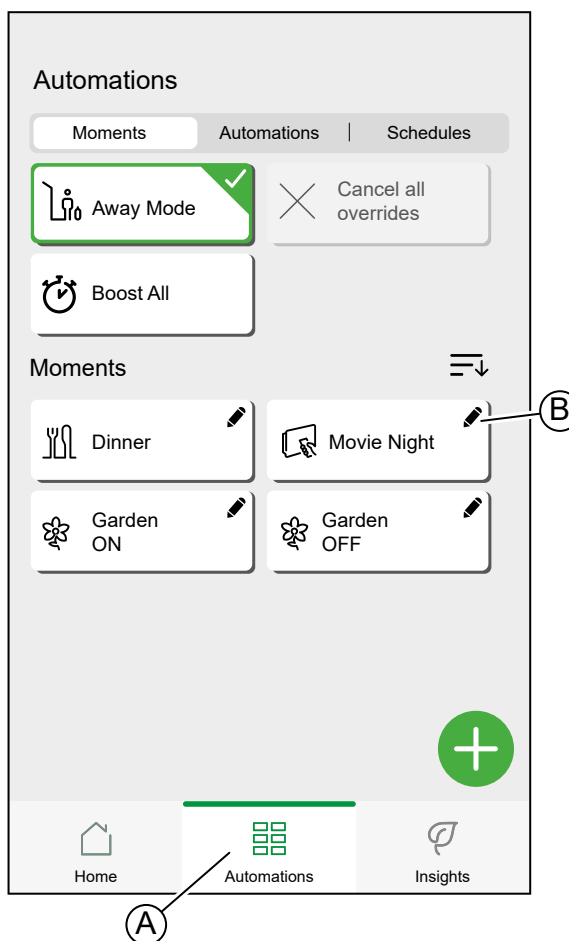 Automations
Moments Automations | Schedules
Away Mode
Cancel all
overrides
Boost All
Moments
B
Dinner
Movie Night
Garden
ON
Garden
OFF
Home Automations Insights
A